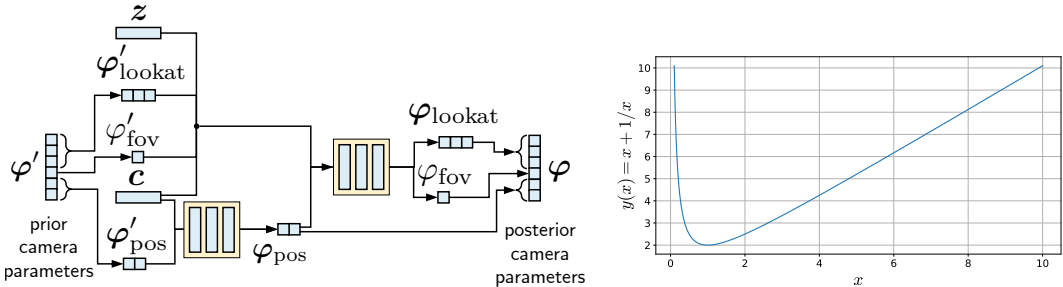 z
φ′lookat
φ′fov
φ′
c
φ′pos
prior
camera
parameters
φpos
φlookat
φfov
φ
posterior
camera
parameters
y(x) = x + 1/x
10
9
8
7
6
5
4
3
2
0 2 4 6 8 10
x